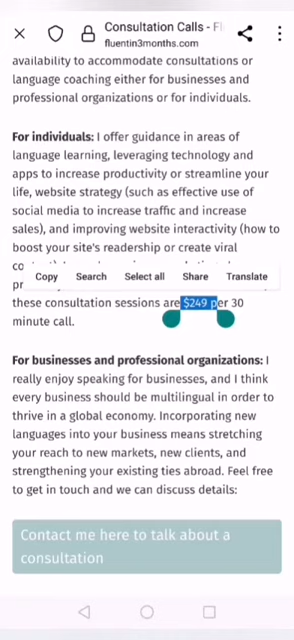 Consultation Calls - Fl
fluentin3months.com
availability to accommodate consultations or
language coaching either for businesses and
professional organizations or for individuals.
For individuals: I offer guidance in areas of
language learning, leveraging technology and
apps to increase productivity or streamline your
life, website strategy (such as effective use of
social media to increase traffic and increase
sales), and improving website interactivity (how to
boost your site's readership or create viral
Copy Search Select all Share Translate
these consultation sessions are $249 per 30
minute call.
For businesses and professional organizations: I
really enjoy speaking for businesses, and I think
every business should be multilingual in order to
thrive in a global economy. Incorporating new
languages into your business means stretching
your reach to new markets, new clients, and
strengthening your existing ties abroad. Feel free
to get in touch and we can discuss details:
Contact me here to talk about a
consultation